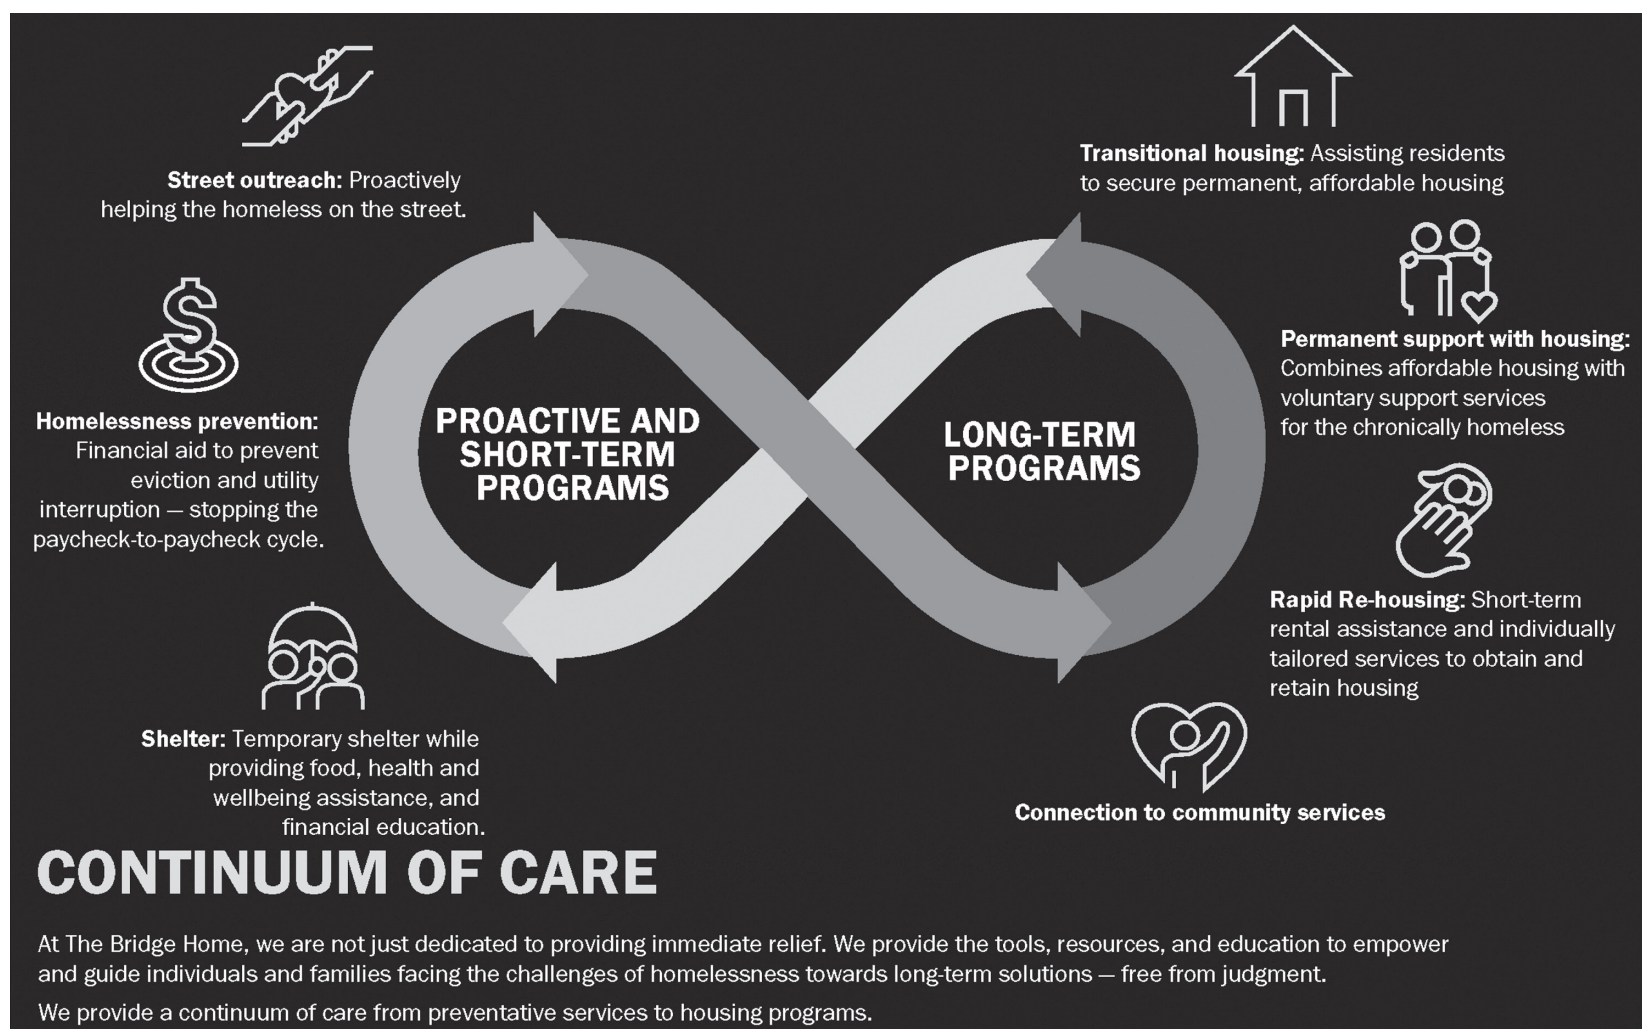 Street outreach: Proactively
helping the homeless on the street.
Homelessness prevention:
Financial aid to prevent
eviction and utility
interruption — stopping the
paycheck-to-paycheck cycle.
Shelter: Temporary shelter while
providing food, health and
wellbeing assistance, and
financial education.
PROACTIVE AND
SHORT-TERM
PROGRAMS
LONG-TERM
PROGRAMS
Transitional housing: Assisting residents
to secure permanent, affordable housing
Permanent support with housing:
Combines affordable housing with
voluntary support services
for the chronically homeless
Rapid Re-housing: Short-term
rental assistance and individually
tailored services to obtain and
retain housing
Connection to community services
CONTINUUM OF CARE
At The Bridge Home, we are not just dedicated to providing immediate relief. We provide the tools, resources, and education to empower
and guide individuals and families facing the challenges of homelessness towards long-term solutions — free from judgment.
We provide a continuum of care from preventative services to housing programs.